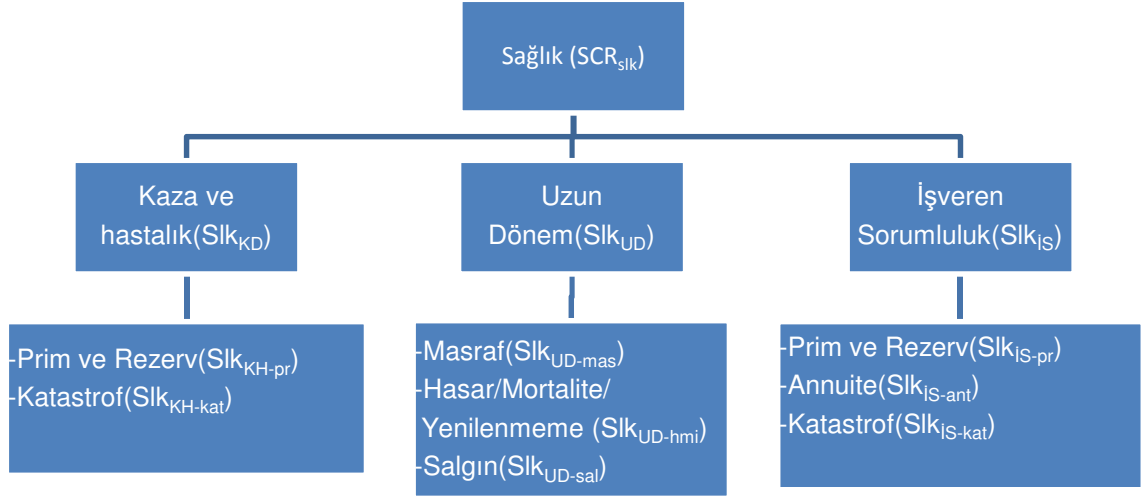 Sağlık (SCRslk)
Kaza ve
hastalık(SlkKD)
Uzun
Dönem(SlkUD)
İşveren
Sorumluluk(SlkİS)
-Prim ve Rezerv(SlkKH-pr)
-Katastrof(SlkKH-kat)
-Masraf(SlkUD-mas)
-Hasar/Mortalite/
Yenilenmeme (SlkUD-hmi)
-Salgın(SlkUD-sal)
-Prim ve Rezerv(SlkİS-pr)
-Annuite(SlkİS-ant)
-Katastrof(SlkİS-kat)